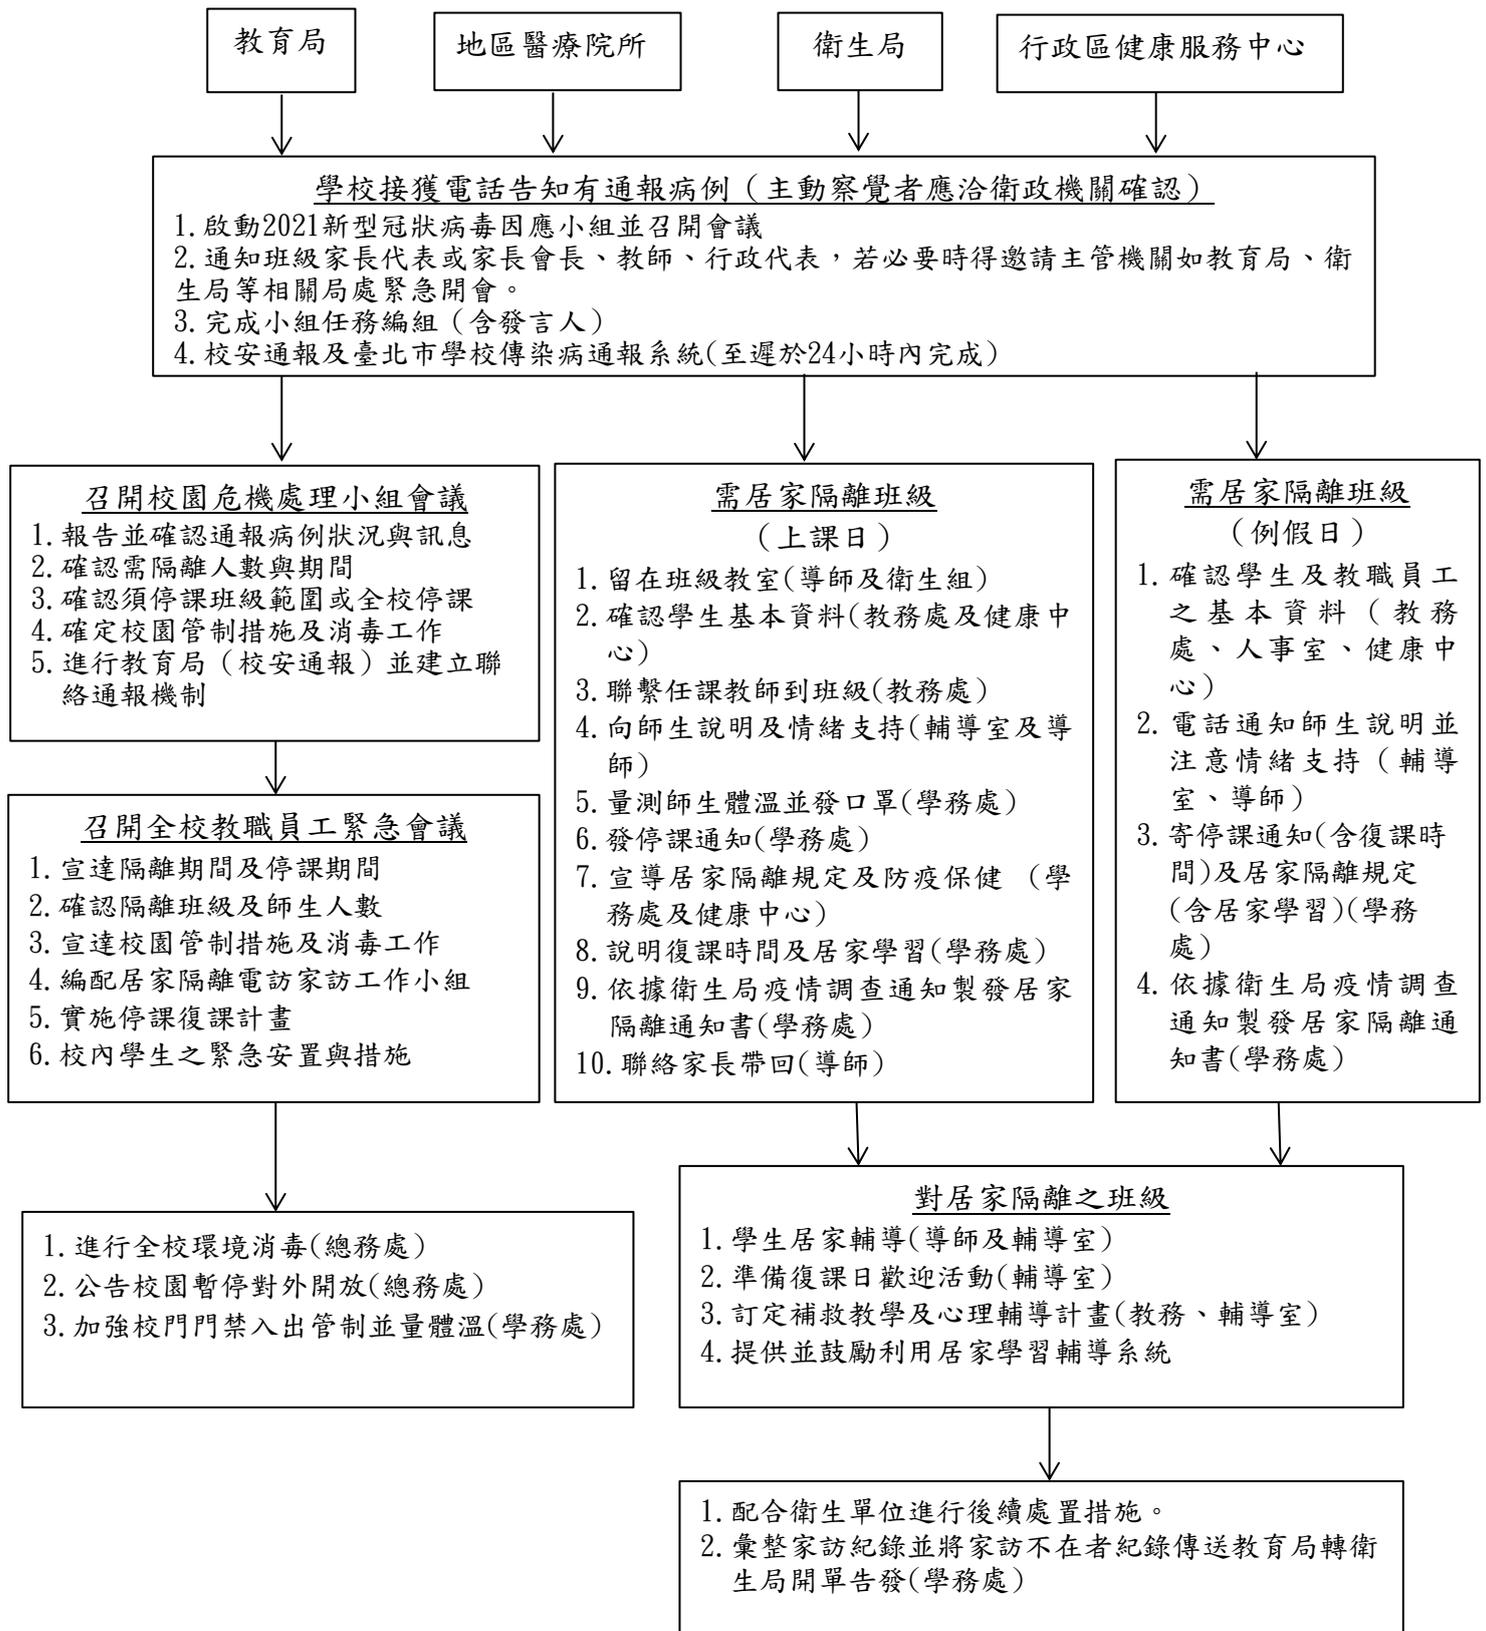 教育局
地區醫療院所
衛生局
行政區健康服務中心
學校接獲電話告知有通報病例（主動察覺者應洽衛政機關確認）
1.啟動2021新型冠狀病毒因應小組並召開會議
2.通知班級家長代表或家長會長、教師、行政代表，若必要時得邀請主管機關如教育局、衛
生局等相關局處緊急開會。
3.完成小組任務編組（含發言人）
4.校安通報及臺北市學校傳染病通報系統(至遲於24小時內完成)
召開校園危機處理小組會議
1.報告並確認通報病例狀況與訊息
2.確認需隔離人數與期間
3.確認須停課班級範圍或全校停課
4.確定校園管制措施及消毒工作
5.進行教育局（校安通報）並建立聯
絡通報機制
需居家隔離班級
（上課日）
1.留在班級教室(導師及衛生組)
2.確認學生基本資料(教務處及健康中
心)
3.聯繫任課教師到班級(教務處)
4.向師生說明及情緒支持(輔導室及導
師)
5.量測師生體溫並發口罩(學務處)
6.發停課通知(學務處)
7.宣導居家隔離規定及防疫保健 （學
務處及健康中心）
8.說明復課時間及居家學習(學務處)
9.依據衛生局疫情調查通知製發居家
隔離通知書(學務處)
10.聯絡家長帶回(導師)
需居家隔離班級
（例假日）
1.確認學生及教職員工
之基本資料（教務
處、人事室、健康中
心）
2.電話通知師生說明並
注意情緒支持（輔導
室、導師）
3.寄停課通知(含復課時
間)及居家隔離規定
(含居家學習)(學務
處)
4.依據衛生局疫情調查
通知製發居家隔離通
知書(學務處)
召開全校教職員工緊急會議
1.宣達隔離期間及停課期間
2.確認隔離班級及師生人數
3.宣達校園管制措施及消毒工作
4.編配居家隔離電訪家訪工作小組
5.實施停課復課計畫
6.校內學生之緊急安置與措施
1.進行全校環境消毒(總務處)
2.公告校園暫停對外開放(總務處)
3.加強校門門禁入出管制並量體溫(學務處)
對居家隔離之班級
1.學生居家輔導(導師及輔導室)
2.準備復課日歡迎活動(輔導室)
3.訂定補救教學及心理輔導計畫(教務、輔導室)
4.提供並鼓勵利用居家學習輔導系統
1.配合衛生單位進行後續處置措施。
2.彙整家訪紀錄並將家訪不在者紀錄傳送教育局轉衛
生局開單告發(學務處)